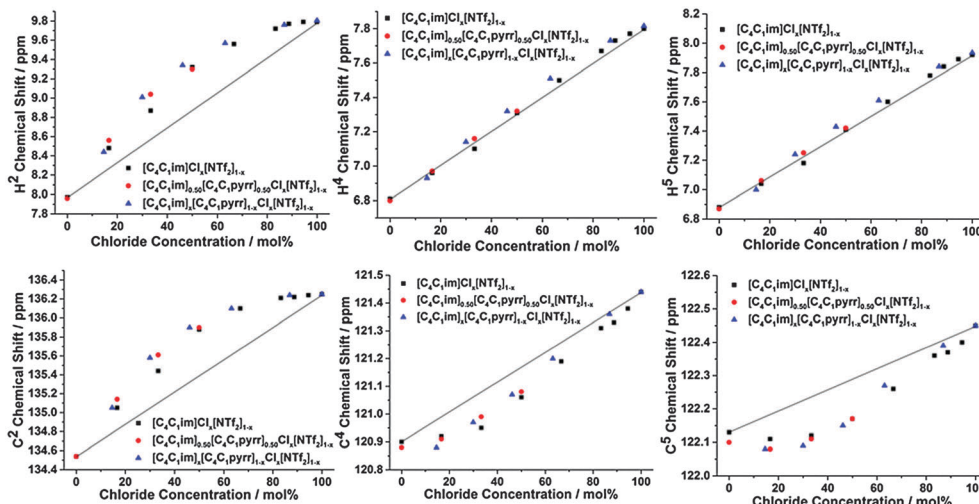 H² Chemical Shift / ppm
9.8
9.6
9.4
9.2
9.0
8.8
8.6
8.4
8.2
8.0
7.8
[C₄C₁im]Clₓ[NTf₂]₁₋ₓ
[C₄C₁im]₀.₅₀[C₄C₁pyrr]₀.₅₀Clₓ[NTf₂]₁₋ₓ
[C₄C₁im]ₓ[C₄C₁pyrr]₁₋ₓClₓ[NTf₂]₁₋ₓ
0 20 40 60 80 100
Chloride Concentration / mol%
H⁴ Chemical Shift / ppm
7.8
7.6
7.4
7.2
7.0
6.8
[C₄C₁im]Clₓ[NTf₂]₁₋ₓ
[C₄C₁im]₀.₅₀[C₄C₁pyrr]₀.₅₀Clₓ[NTf₂]₁₋ₓ
[C₄C₁im]ₓ[C₄C₁pyrr]₁₋ₓClₓ[NTf₂]₁₋ₓ
0 20 40 60 80 100
Chloride Concentration / mol%
H⁵ Chemical Shift / ppm
8.0
7.8
7.6
7.4
7.2
7.0
6.8
[C₄C₁im]Clₓ[NTf₂]₁₋ₓ
[C₄C₁im]₀.₅₀[C₄C₁pyrr]₀.₅₀Clₓ[NTf₂]₁₋ₓ
[C₄C₁im]ₓ[C₄C₁pyrr]₁₋ₓClₓ[NTf₂]₁₋ₓ
0 20 40 60 80 100
Chloride Concentration / mol%
C² Chemical Shift / ppm
136.4
136.2
136.0
135.8
135.6
135.4
135.2
135.0
134.8
134.6
134.4
[C₄C₁im]Clₓ[NTf₂]₁₋ₓ
[C₄C₁im]₀.₅₀[C₄C₁pyrr]₀.₅₀Clₓ[NTf₂]₁₋ₓ
[C₄C₁im]ₓ[C₄C₁pyrr]₁₋ₓClₓ[NTf₂]₁₋ₓ
0 20 40 60 80 100
Chloride Concentration / mol%
C⁴ Chemical Shift / ppm
121.5
121.4
121.3
121.2
121.1
121.0
120.9
120.8
[C₄C₁im]Clₓ[NTf₂]₁₋ₓ
[C₄C₁im]₀.₅₀[C₄C₁pyrr]₀.₅₀Clₓ[NTf₂]₁₋ₓ
[C₄C₁im]ₓ[C₄C₁pyrr]₁₋ₓClₓ[NTf₂]₁₋ₓ
0 20 40 60 80 100
Chloride Concentration / mol%
C⁵ Chemical Shift / ppm
122.6
122.5
122.4
122.3
122.2
122.1
122.0
[C₄C₁im]Clₓ[NTf₂]₁₋ₓ
[C₄C₁im]₀.₅₀[C₄C₁pyrr]₀.₅₀Clₓ[NTf₂]₁₋ₓ
[C₄C₁im]ₓ[C₄C₁pyrr]₁₋ₓClₓ[NTf₂]₁₋ₓ
0 20 40 60 80 100
Chloride Concentration / mol%